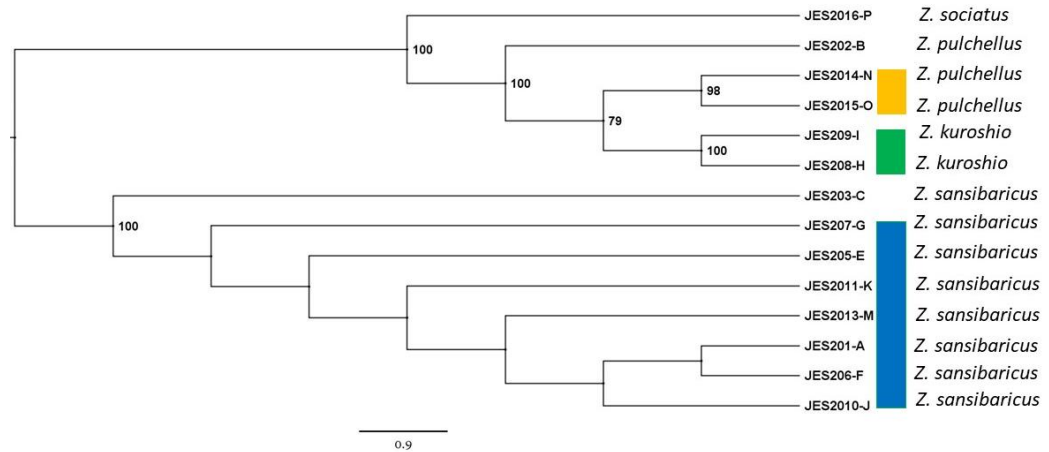 JES2016-P Z. sociatus
100
JES202-B Z. pulchellus
100
JES2014-N Z. pulchellus
98
JES2015-O Z. pulchellus
79
JES209-I Z. kuroshio
100
JES208-H Z. kuroshio
JES203-C Z. sansibaricus
100
JES207-G Z. sansibaricus
JES205-E Z. sansibaricus
JES2011-K Z. sansibaricus
JES2013-M Z. sansibaricus
JES201-A Z. sansibaricus
JES206-F Z. sansibaricus
JES2010-J Z. sansibaricus
0.9